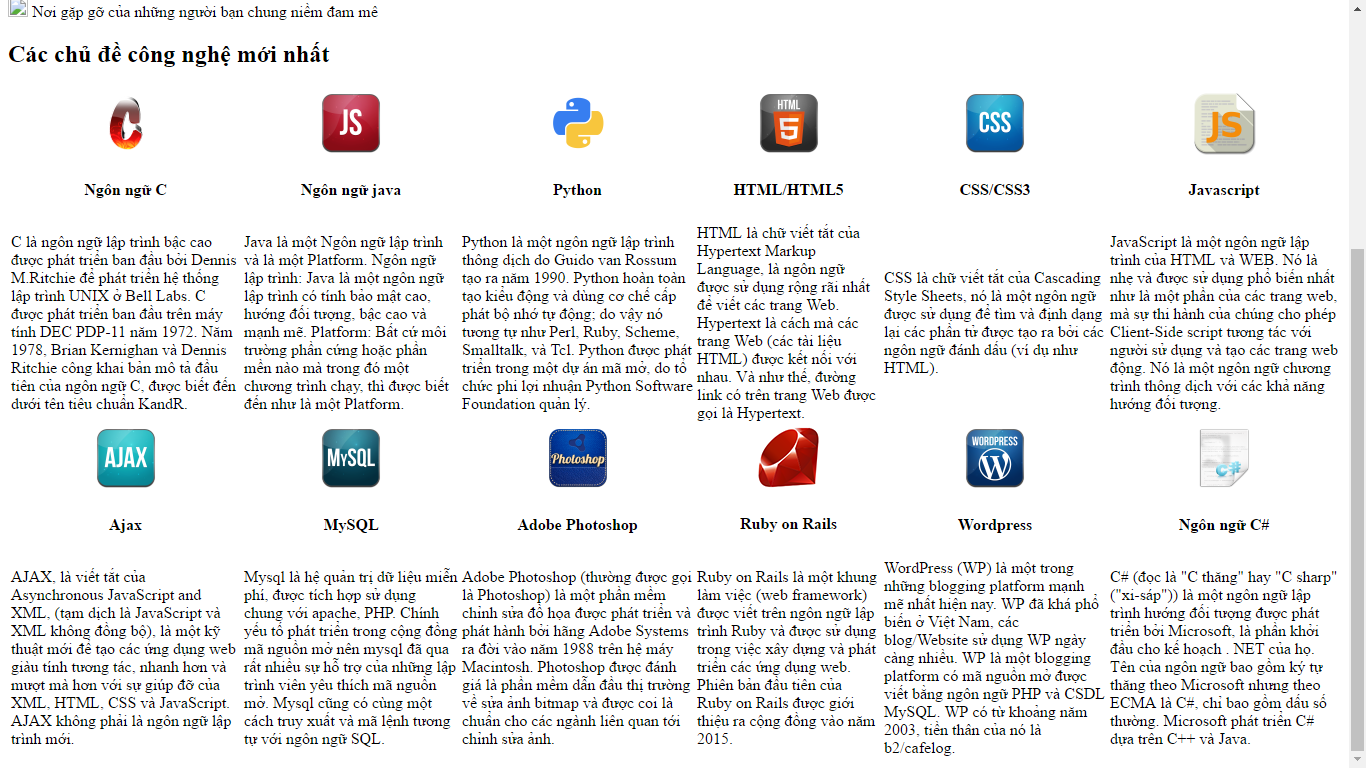 Nơi gặp gỡ của những người bạn chung niềm đam mê
Các chủ đề công nghệ mới nhất
JS
HTML
5
CSS
JS
Ngôn ngữ C
Ngôn ngữ java
Python
HTML/HTML5
CSS/CSS3
Javascript
C là ngôn ngữ lập trình bậc cao
được phát triển ban đầu bởi Dennis
M.Ritchie để phát triển hệ thống
lập trình UNIX ở Bell Labs. C
được phát triển ban đầu trên máy
tính DEC PDP-11 năm 1972. Năm
1978, Brian Kernighan và Dennis
Ritchie công khai bản mô tả đầu
tiên của ngôn ngữ C, được biết đến
dưới tên tiêu chuẩn KandR.
Java là một Ngôn ngữ lập trình
và là một Platform. Ngôn ngữ
lập trình: Java là một ngôn ngữ
lập trình có tính bảo mật cao,
hướng đối tượng, bậc cao và
mạnh mẽ. Platform: Bất cứ môi
trường phần cứng hoặc phần
mền nào mà trong đó một
chương trình chạy, thì được biết
đến như là một Platform.
Python là một ngôn ngữ lập trình
thông dịch do Guido van Rossum
tạo ra năm 1990. Python hoàn toàn
tạo kiểu động và dùng cơ chế cấp
phát bộ nhớ tự động; do vậy nó
tương tự như Perl, Ruby, Scheme,
Smalltalk, và Tcl. Python được phát
triển trong một dự án mã mở, do tổ
chức phi lợi nhuận Python Software
Foundation quản lý.
HTML là chữ viết tắt của
Hypertext Markup
Language, là ngôn ngữ
được sử dụng rộng rãi nhất
để viết các trang Web.
Hypertext là cách mà các
trang Web (các tài liệu
HTML) được kết nối với
nhau. Và như thế, đường
link có trên trang Web được
gọi là Hypertext.
CSS là chữ viết tắt của Cascading
Style Sheets, nó là một ngôn ngữ
được sử dụng để tìm và định dạng
lại các phần tử được tạo ra bởi các
ngôn ngữ đánh dấu (ví dụ như
HTML).
JavaScript là một ngôn ngữ lập
trình của HTML và WEB. Nó là
nhẹ và được sử dụng phổ biến nhất
như là một phần của các trang web,
mà sự thi hành của chúng cho phép
Client-Side script tương tác với
người sử dụng và tạo các trang web
động. Nó là một ngôn ngữ chương
trình thông dịch với các khả năng
hướng đối tượng.
AJAX
MySQL
Photoshop
WORDPRESS
W
C#
Ajax
MySQL
Adobe Photoshop
Ruby on Rails
Wordpress
Ngôn ngữ C#
AJAX, là viết tắt của
Asynchronous JavaScript and
XML, (tạm dịch là JavaScript và
XML không đồng bộ), là một kỹ
thuật mới để tạo các ứng dụng web
giàu tính tương tác, nhanh hơn và
mượt mà hơn với sự giúp đỡ của
XML, HTML, CSS và JavaScript.
AJAX không phải là ngôn ngữ lập
trình mới.
Mysql là hệ quản trị dữ liệu miễn
phí, được tích hợp sử dụng
chung với apache, PHP. Chính
yếu tố phát triển trong cộng đồng
mã nguồn mở nên mysql đã qua
rất nhiều sự hỗ trợ của những lập
trình viên yêu thích mã nguồn
mở. Mysql cũng có cùng một
cách truy xuất và mã lệnh tương
tự với ngôn ngữ SQL.
Adobe Photoshop (thường được gọi
là Photoshop) là một phần mềm
chỉnh sửa đồ họa được phát triển và
phát hành bởi hãng Adobe Systems
ra đời vào năm 1988 trên hệ máy
Macintosh. Photoshop được đánh
giá là phần mềm dẫn đầu thị trường
về sửa ảnh bitmap và được coi là
chuẩn cho các ngành liên quan tới
chỉnh sửa ảnh.
Ruby on Rails là một khung
làm việc (web framework)
được viết trên ngôn ngữ lập
trình Ruby và được sử dụng
trong việc xây dựng và phát
triển các ứng dụng web.
Phiên bản đầu tiên của
Ruby on Rails được giới
thiệu ra cộng đồng vào năm
2015.
WordPress (WP) là một trong
những blogging platform mạnh
mẽ nhất hiện nay. WP đã khá phổ
biến ở Việt Nam, các
blog/Website sử dụng WP ngày
càng nhiều. WP là một blogging
platform có mã nguồn mở được
viết bằng ngôn ngữ PHP và CSDL
MySQL. WP có từ khoảng năm
2003, tiền thân của nó là
b2/cafelog.
C# (đọc là "C thăng" hay "C sharp"
("xi-sáp")) là một ngôn ngữ lập
trình hướng đối tượng được phát
triển bởi Microsoft, là phần khởi
đầu cho kế hoạch . NET của họ.
Tên của ngôn ngữ bao gồm ký tự
thăng theo Microsoft nhưng theo
ECMA là C#, chỉ bao gồm dấu số
thường. Microsoft phát triển C#
dựa trên C++ và Java.